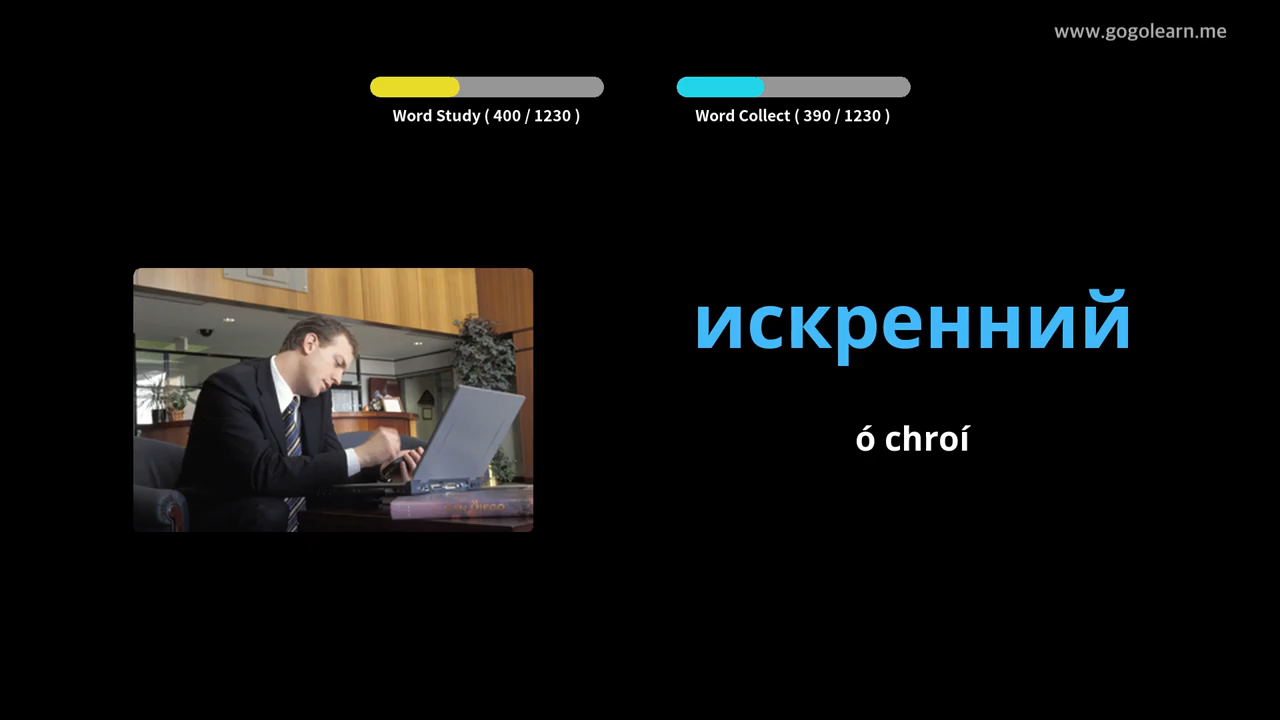 www.gogolearn.me
Word Study ( 400 / 1230 )
Word Collect ( 390 / 1230 )
искренний
ó chroí